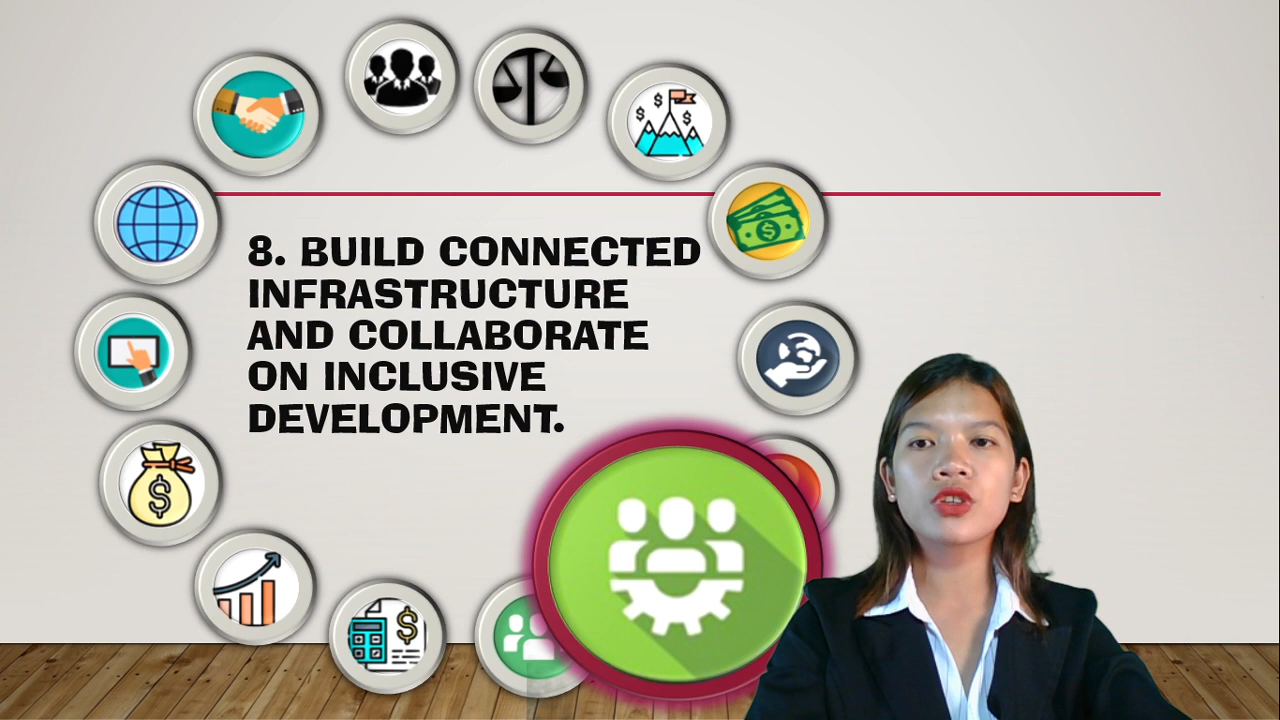 8. BUILD CONNECTED
INFRASTRUCTURE
AND COLLABORATE
ON INCLUSIVE
DEVELOPMENT.